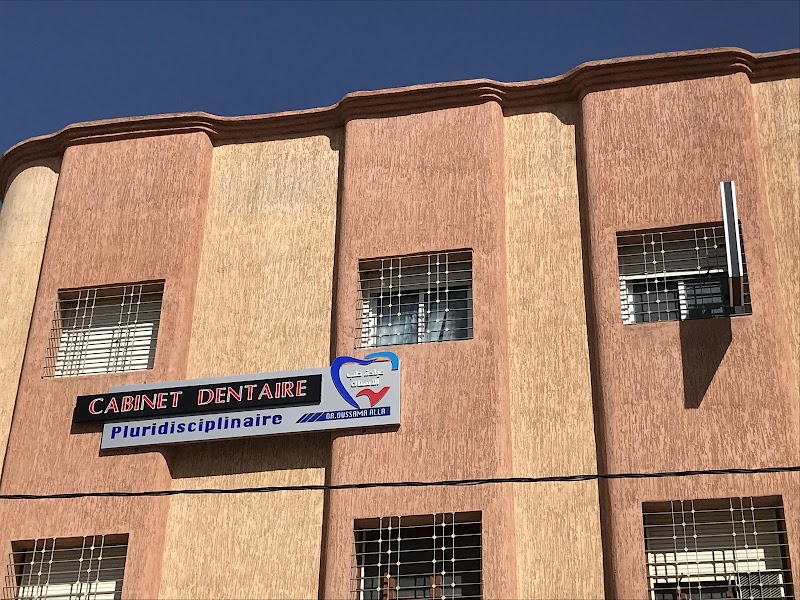 CABINET DENTAIRE
Pluridisciplinaire
عيادة طب
الأسنان
DR.OUSSAMA ALLA